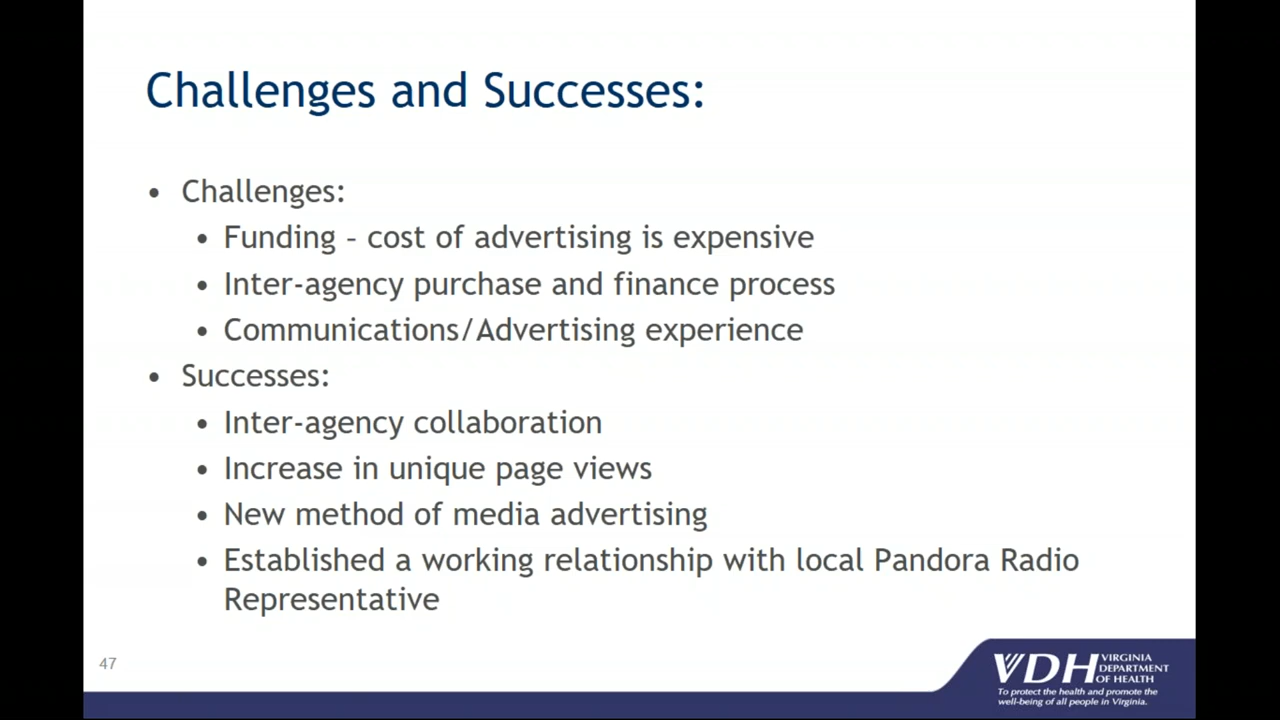 Challenges and Successes:
• Challenges:
• Funding – cost of advertising is expensive
• Inter-agency purchase and finance process
• Communications/Advertising experience
• Successes:
• Inter-agency collaboration
• Increase in unique page views
• New method of media advertising
• Established a working relationship with local Pandora Radio
Representative
47
VDH VIRGINIA
DEPARTMENT
OF HEALTH
To protect the health and promote the
well-being of all people in Virginia.